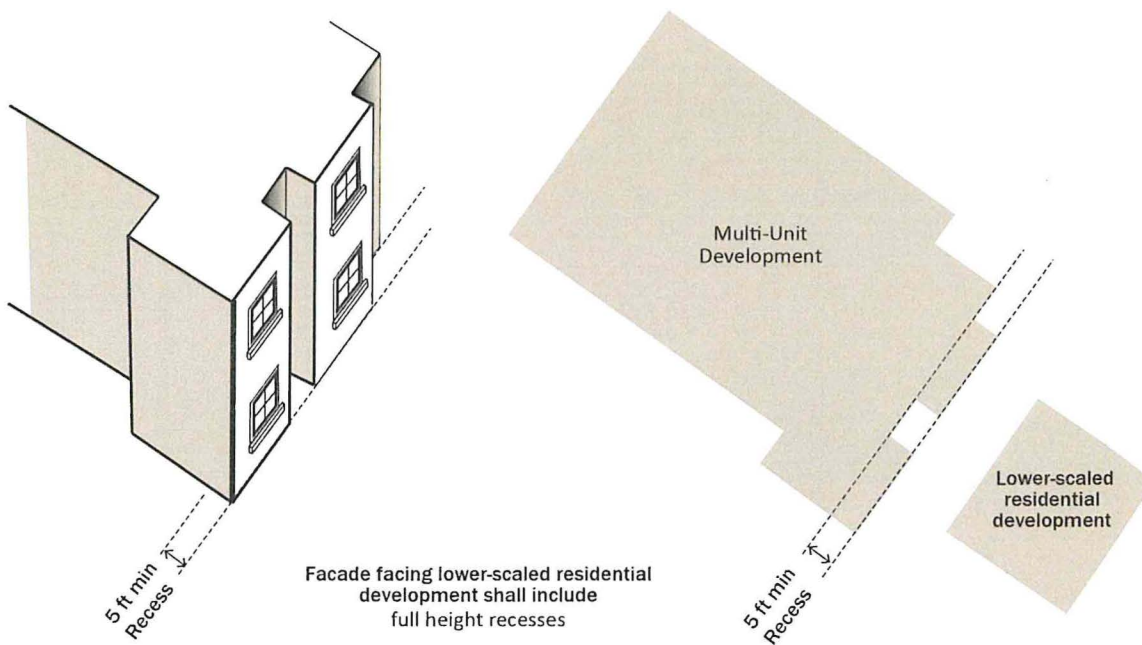 Multi-Unit
Development
Lower-scaled
residential
development
5 ft min
Recess
Facade facing lower-scaled residential
development shall include
full height recesses
5 ft min
Recess